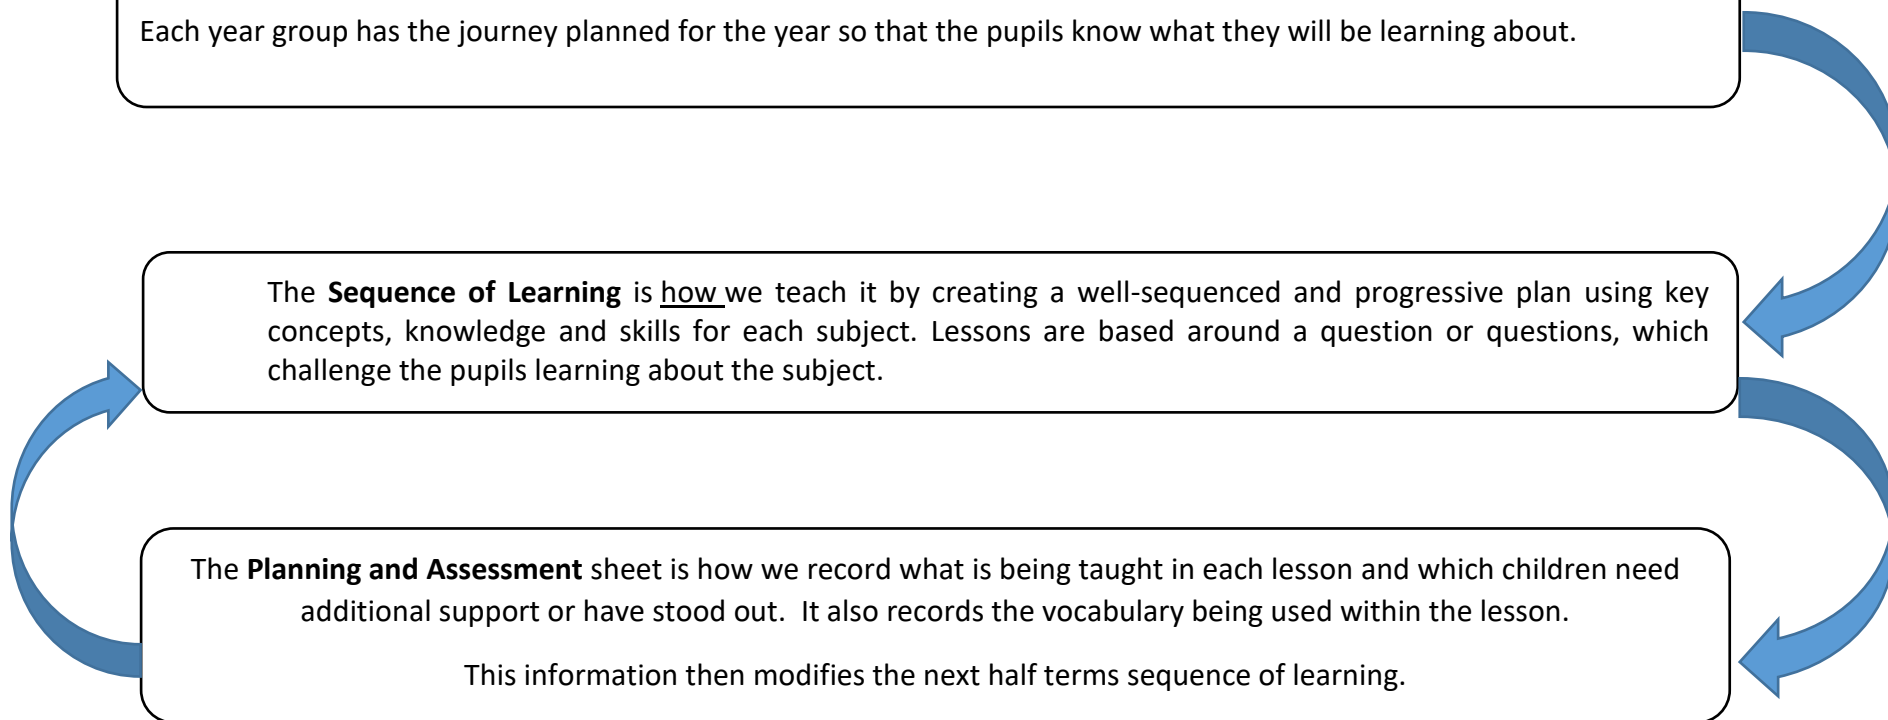 Each year group has the journey planned for the year so that the pupils know what they will be learning about.
The Sequence of Learning is how we teach it by creating a well-sequenced and progressive plan using key
concepts, knowledge and skills for each subject. Lessons are based around a question or questions, which
challenge the pupils learning about the subject.
The Planning and Assessment sheet is how we record what is being taught in each lesson and which children need
additional support or have stood out.  It also records the vocabulary being used within the lesson.
This information then modifies the next half terms sequence of learning.